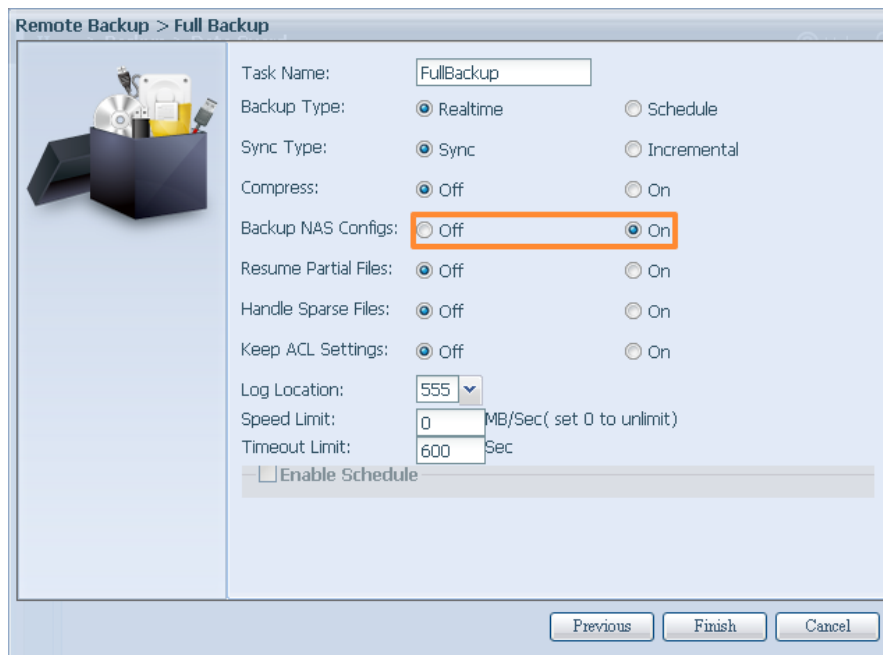 Remote Backup > Full Backup
Task Name: FullBackup
Backup Type: Realtime Schedule
Sync Type: Sync Incremental
Compress: Off On
Backup NAS Configs: Off On
Resume Partial Files: Off On
Handle Sparse Files: Off On
Keep ACL Settings: Off On
Log Location: 555
Speed Limit: 0 MB/Sec( set 0 to unlimit)
Timeout Limit: 600 Sec
Enable Schedule
Previous Finish Cancel